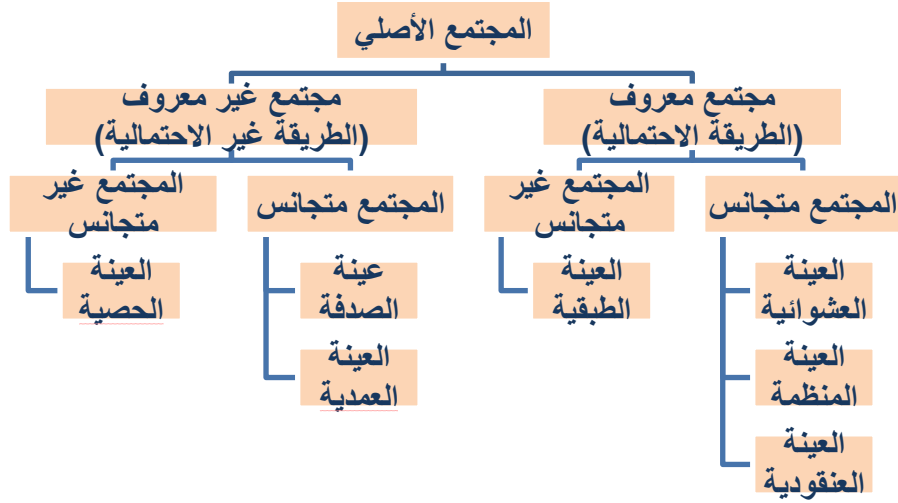 المجتمع الأصلي
مجتمع معروف
(الطريقة الاحتمالية)
مجتمع غير معروف
(الطريقة غير الاحتمالية)
المجتمع متجانس
المجتمع غير
متجانس
المجتمع متجانس
المجتمع غير
متجانس
العينة
العشوائية
العينة
المنظمة
العينة
العنقودية
العينة
الطبقية
عينة
الصدفة
العينة
العمدية
العينة
الحصية